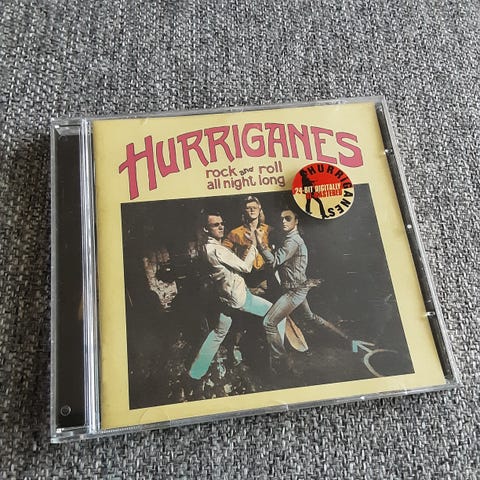 HURRIGANES
rock and roll
all night long
HURRIGANES
24-BIT DIGITALLY
REMASTERED